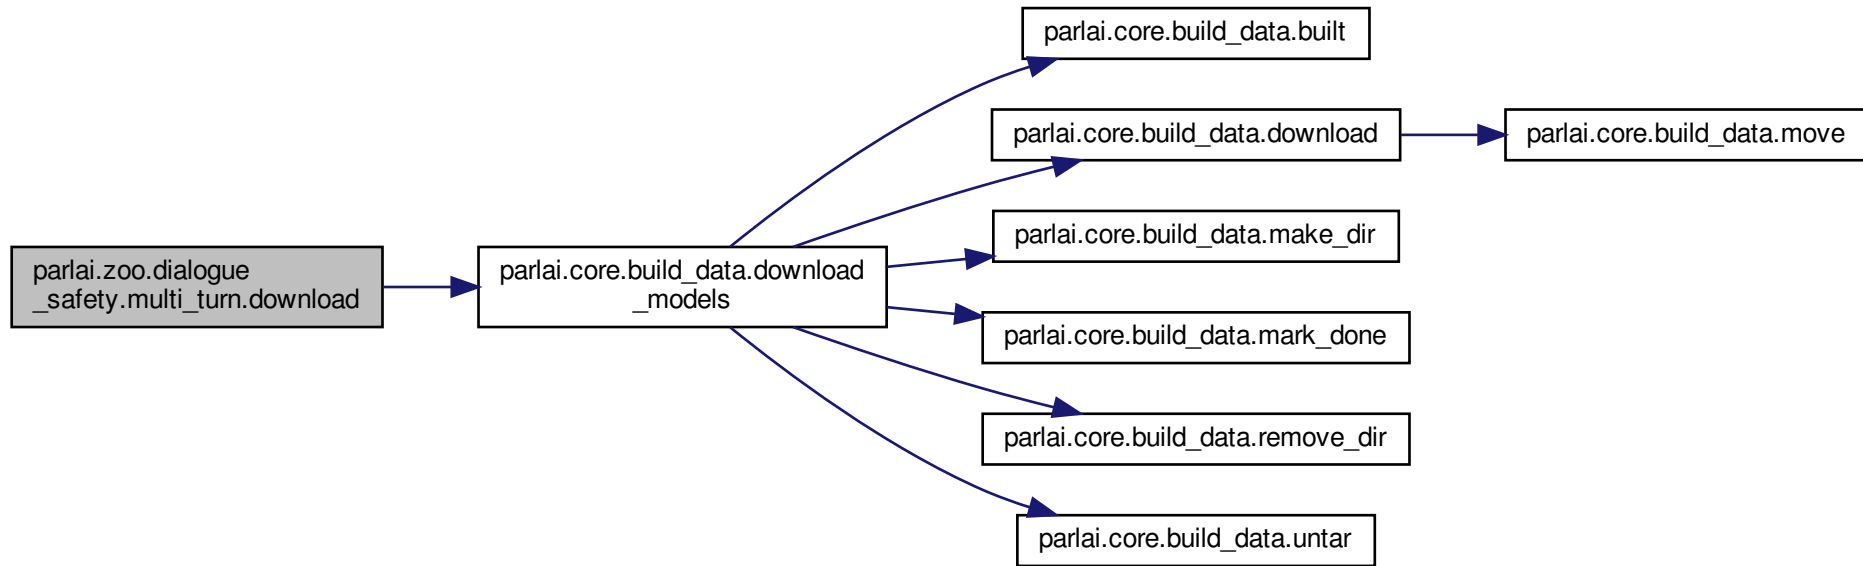 parlai.core.build_data.built
parlai.core.build_data.download
parlai.core.build_data.move
parlai.core.build_data.make_dir
parlai.zoo.dialogue
_safety.multi_turn.download
parlai.core.build_data.download
_models
parlai.core.build_data.mark_done
parlai.core.build_data.remove_dir
parlai.core.build_data.untar